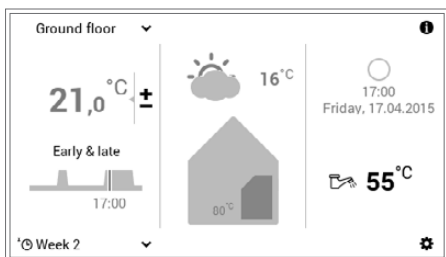 Ground floor
21,0 °C ±
Early & late
17:00
Week 2
16°C
80°C
17:00
Friday, 17.04.2015
55°C